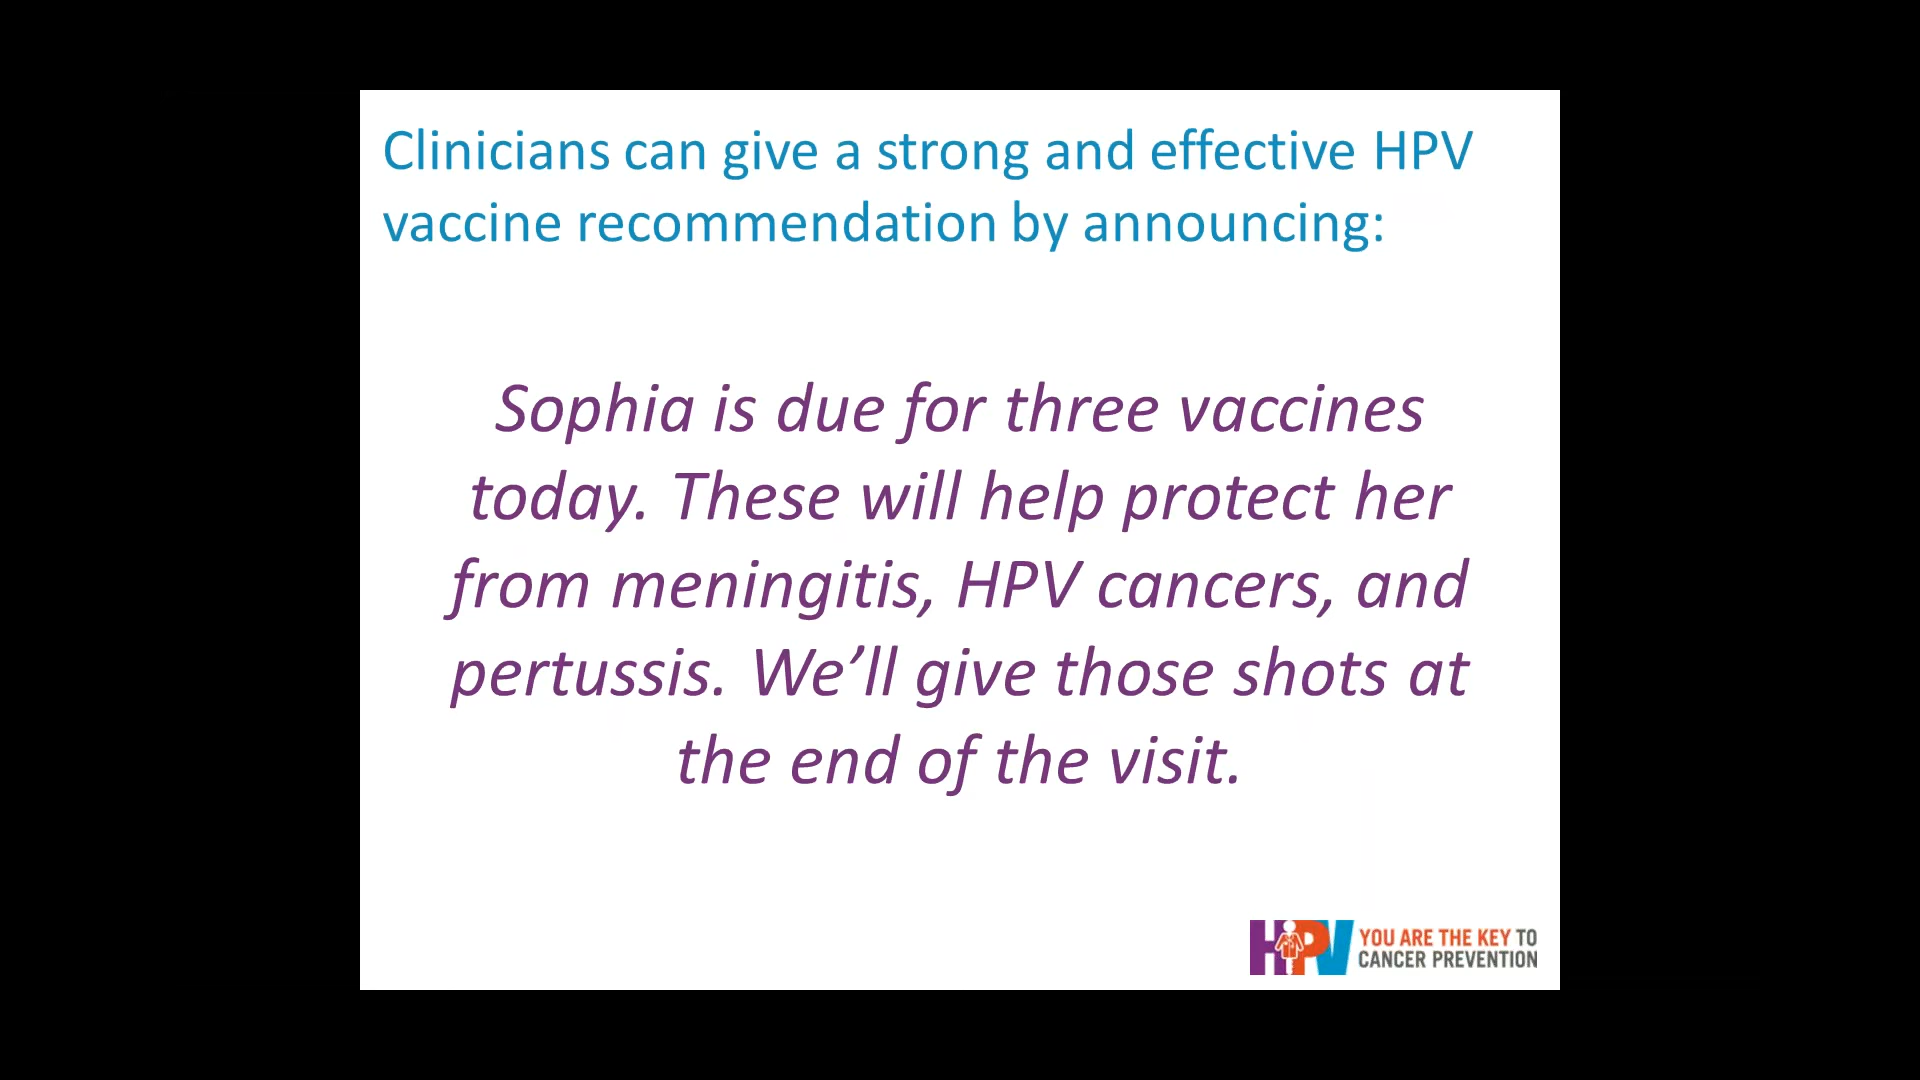 Clinicians can give a strong and effective HPV
vaccine recommendation by announcing:
Sophia is due for three vaccines
today. These will help protect her
from meningitis, HPV cancers, and
pertussis. We’ll give those shots at
the end of the visit.
HPV
YOU ARE THE KEY TO
CANCER PREVENTION